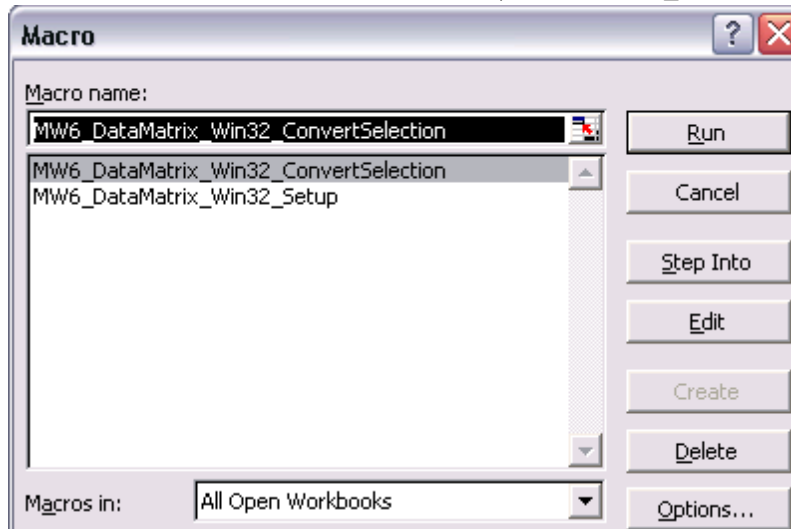 Macro
Macro name:
MW6_DataMatrix_Win32_ConvertSelection
MW6_DataMatrix_Win32_ConvertSelection
MW6_DataMatrix_Win32_Setup
Run
Cancel
Step Into
Edit
Create
Delete
Macros in:
All Open Workbooks
Options...